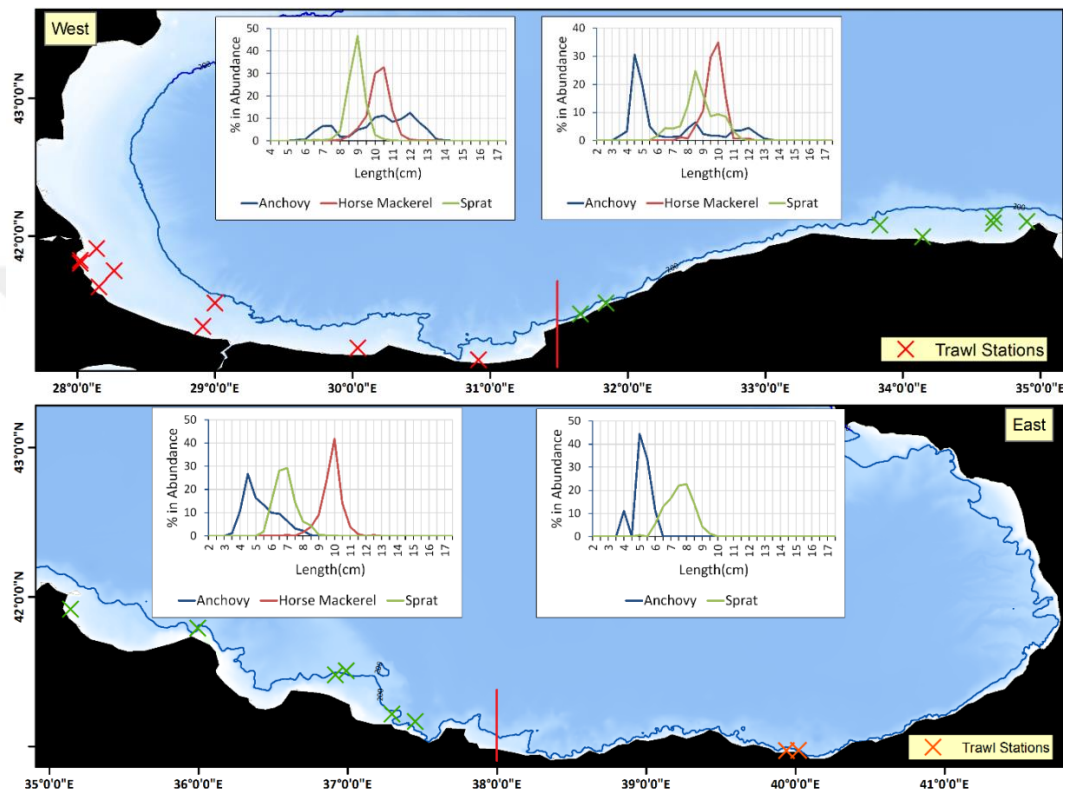 West
50
40
30
20
10
0
% in Abundance
4 5 6 7 8 9 10 11 12 13 14 15 16 17
Length(cm)
Anchovy Horse Mackerel Sprat
40
30
20
10
0
% in Abundance
2 3 4 5 6 7 8 9 10 11 12 13 14 15 16 17
Length(cm)
Anchovy Horse Mackerel Sprat
200
200
200
43°0'0"N
42°0'0"N
Trawl Stations
28°0'0"E 29°0'0"E 30°0'0"E 31°0'0"E 32°0'0"E 33°0'0"E 34°0'0"E 35°0'0"E
East
50
40
30
20
10
0
% in Abundance
2 3 4 5 6 7 8 9 10 11 12 13 14 15 16 17
Length(cm)
Anchovy Horse Mackerel Sprat
50
40
30
20
10
0
% in Abundance
2 3 4 5 6 7 8 9 10 11 12 13 14 15 16 17
Length(cm)
Anchovy Sprat
43°0'0"N
42°0'0"N
200
Trawl Stations
35°0'0"E 36°0'0"E 37°0'0"E 38°0'0"E 39°0'0"E 40°0'0"E 41°0'0"E